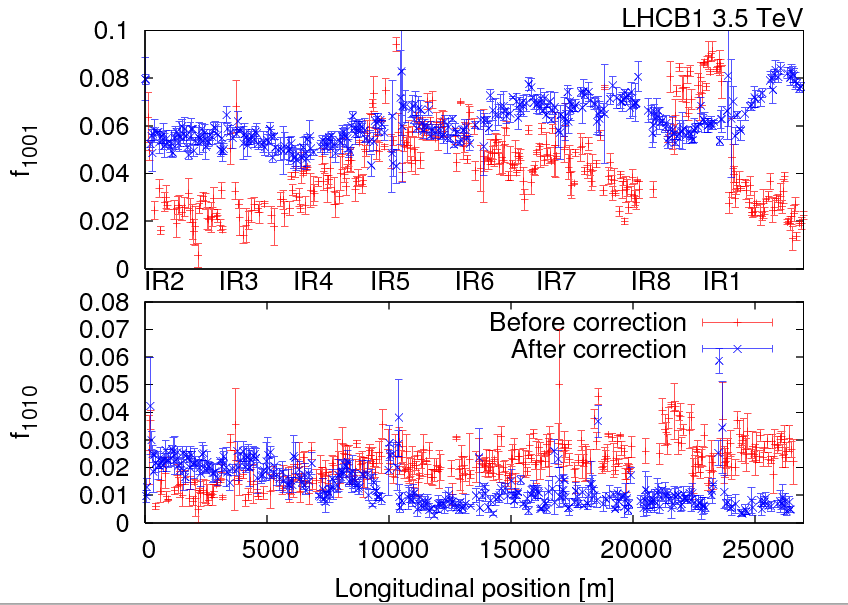 LHCB1 3.5 TeV
0.1
0.08
0.06
0.04
0.02
0
f1001
IR2 IR3 IR4 IR5 IR6 IR7 IR8 IR1
0.08
0.07
0.06
0.05
0.04
0.03
0.02
0.01
0
f1010
Before correction
After correction
0 5000 10000 15000 20000 25000
Longitudinal position [m]